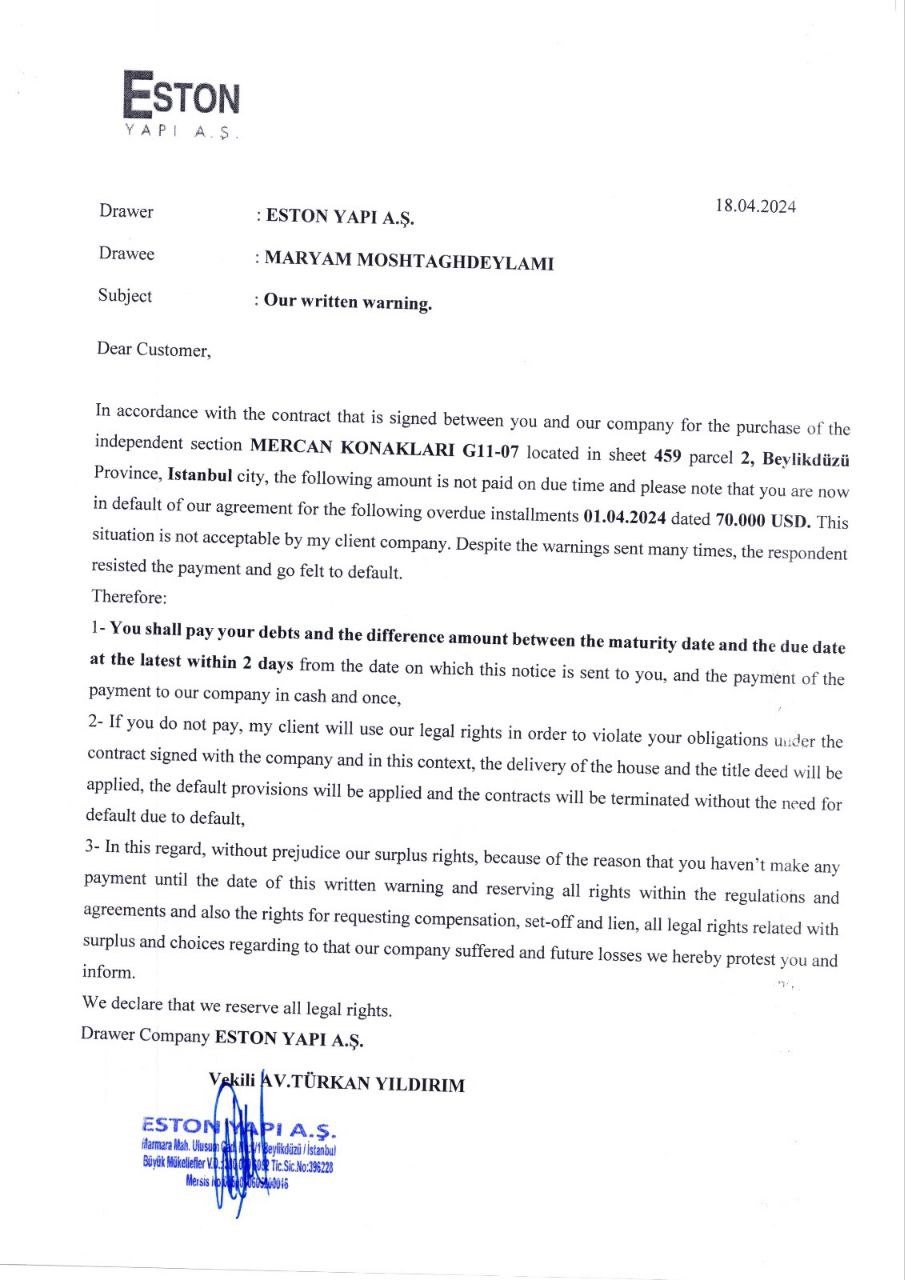 ESTON
YAPI A.Ş.
18.04.2024
Drawer : ESTON YAPI A.Ş.
Drawee : MARYAM MOSHTAGHDEYLAMI
Subject : Our written warning.
Dear Customer,
In accordance with the contract that is signed between you and our company for the purchase of the
independent section MERCAN KONAKLARI G11-07 located in sheet 459 parcel 2, Beylikdüzü
Province, Istanbul city, the following amount is not paid on due time and please note that you are now
in default of our agreement for the following overdue installments 01.04.2024 dated 70.000 USD. This
situation is not acceptable by my client company. Despite the warnings sent many times, the respondent
resisted the payment and go felt to default.
Therefore:
1- You shall pay your debts and the difference amount between the maturity date and the due date
at the latest within 2 days from the date on which this notice is sent to you, and the payment of the
payment to our company in cash and once,
2- If you do not pay, my client will use our legal rights in order to violate your obligations under the
contract signed with the company and in this context, the delivery of the house and the title deed will be
applied, the default provisions will be applied and the contracts will be terminated without the need for
default due to default,
3- In this regard, without prejudice our surplus rights, because of the reason that you haven't make any
payment until the date of this written warning and reserving all rights within the regulations and
agreements and also the rights for requesting compensation, set-off and lien, all legal rights related with
surplus and choices regarding to that our company suffered and future losses we hereby protest you and
inform.
We declare that we reserve all legal rights.
Drawer Company ESTON YAPI A.Ş.
Vekili AV.TÜRKAN YILDIRIM
ESTON YAPI A.Ş.
Marmara Mah. Ulusum Beylikdüzü / İstanbul
Büyük Mükellefler V.D.: Tic.Sic.No:396228
Mersis